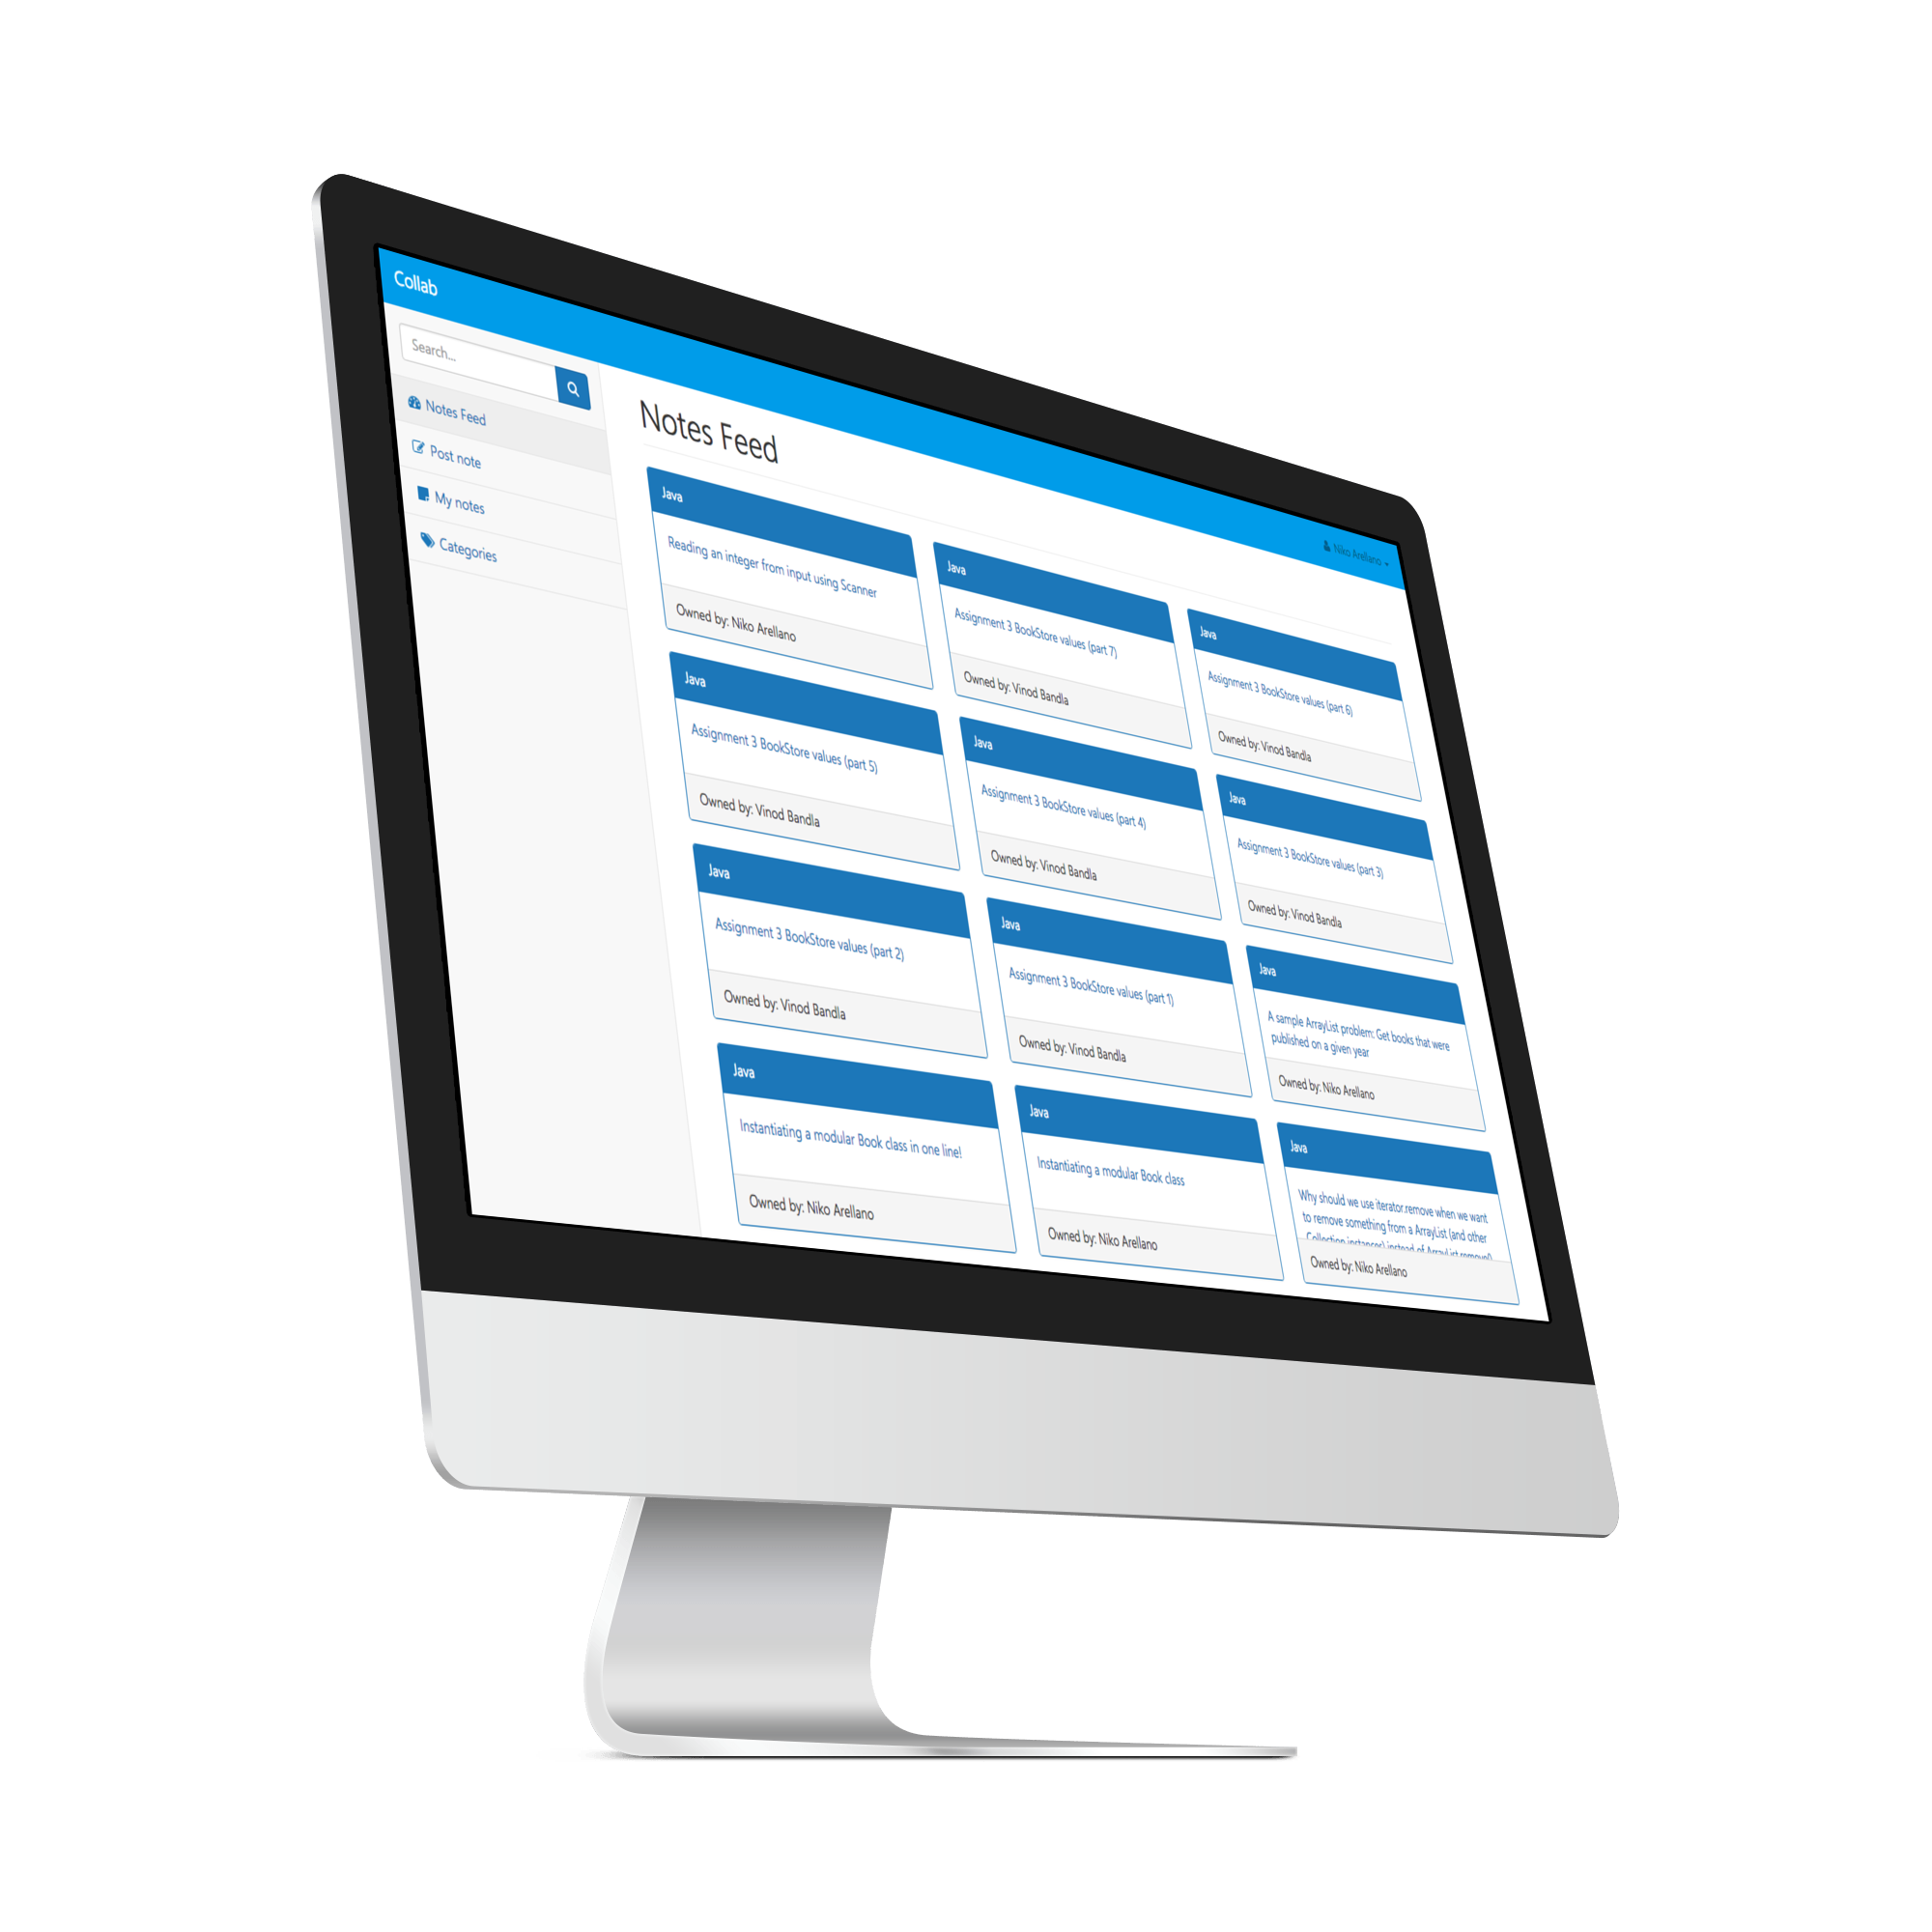 Collab
Niko Arellano
Search...
Notes Feed
Post note
My notes
Categories
Notes Feed
Java
Reading an integer from input using Scanner
Owned by: Niko Arellano
Java
Assignment 3 BookStore values (part 7)
Owned by: Vinod Bandla
Java
Assignment 3 BookStore values (part 6)
Owned by: Vinod Bandla
Java
Assignment 3 BookStore values (part 5)
Owned by: Vinod Bandla
Java
Assignment 3 BookStore values (part 4)
Owned by: Vinod Bandla
Java
Assignment 3 BookStore values (part 3)
Owned by: Vinod Bandla
Java
Assignment 3 BookStore values (part 2)
Owned by: Vinod Bandla
Java
Assignment 3 BookStore values (part 1)
Owned by: Vinod Bandla
Java
A sample ArrayList problem: Get books that were
published on a given year
Owned by: Niko Arellano
Java
Instantiating a modular Book class in one line!
Owned by: Niko Arellano
Java
Instantiating a modular Book class
Owned by: Niko Arellano
Java
Why should we use iterator.remove when we want
to remove something from a ArrayList (and other
Collection instances) instead of ArrayList.remove()
Owned by: Niko Arellano